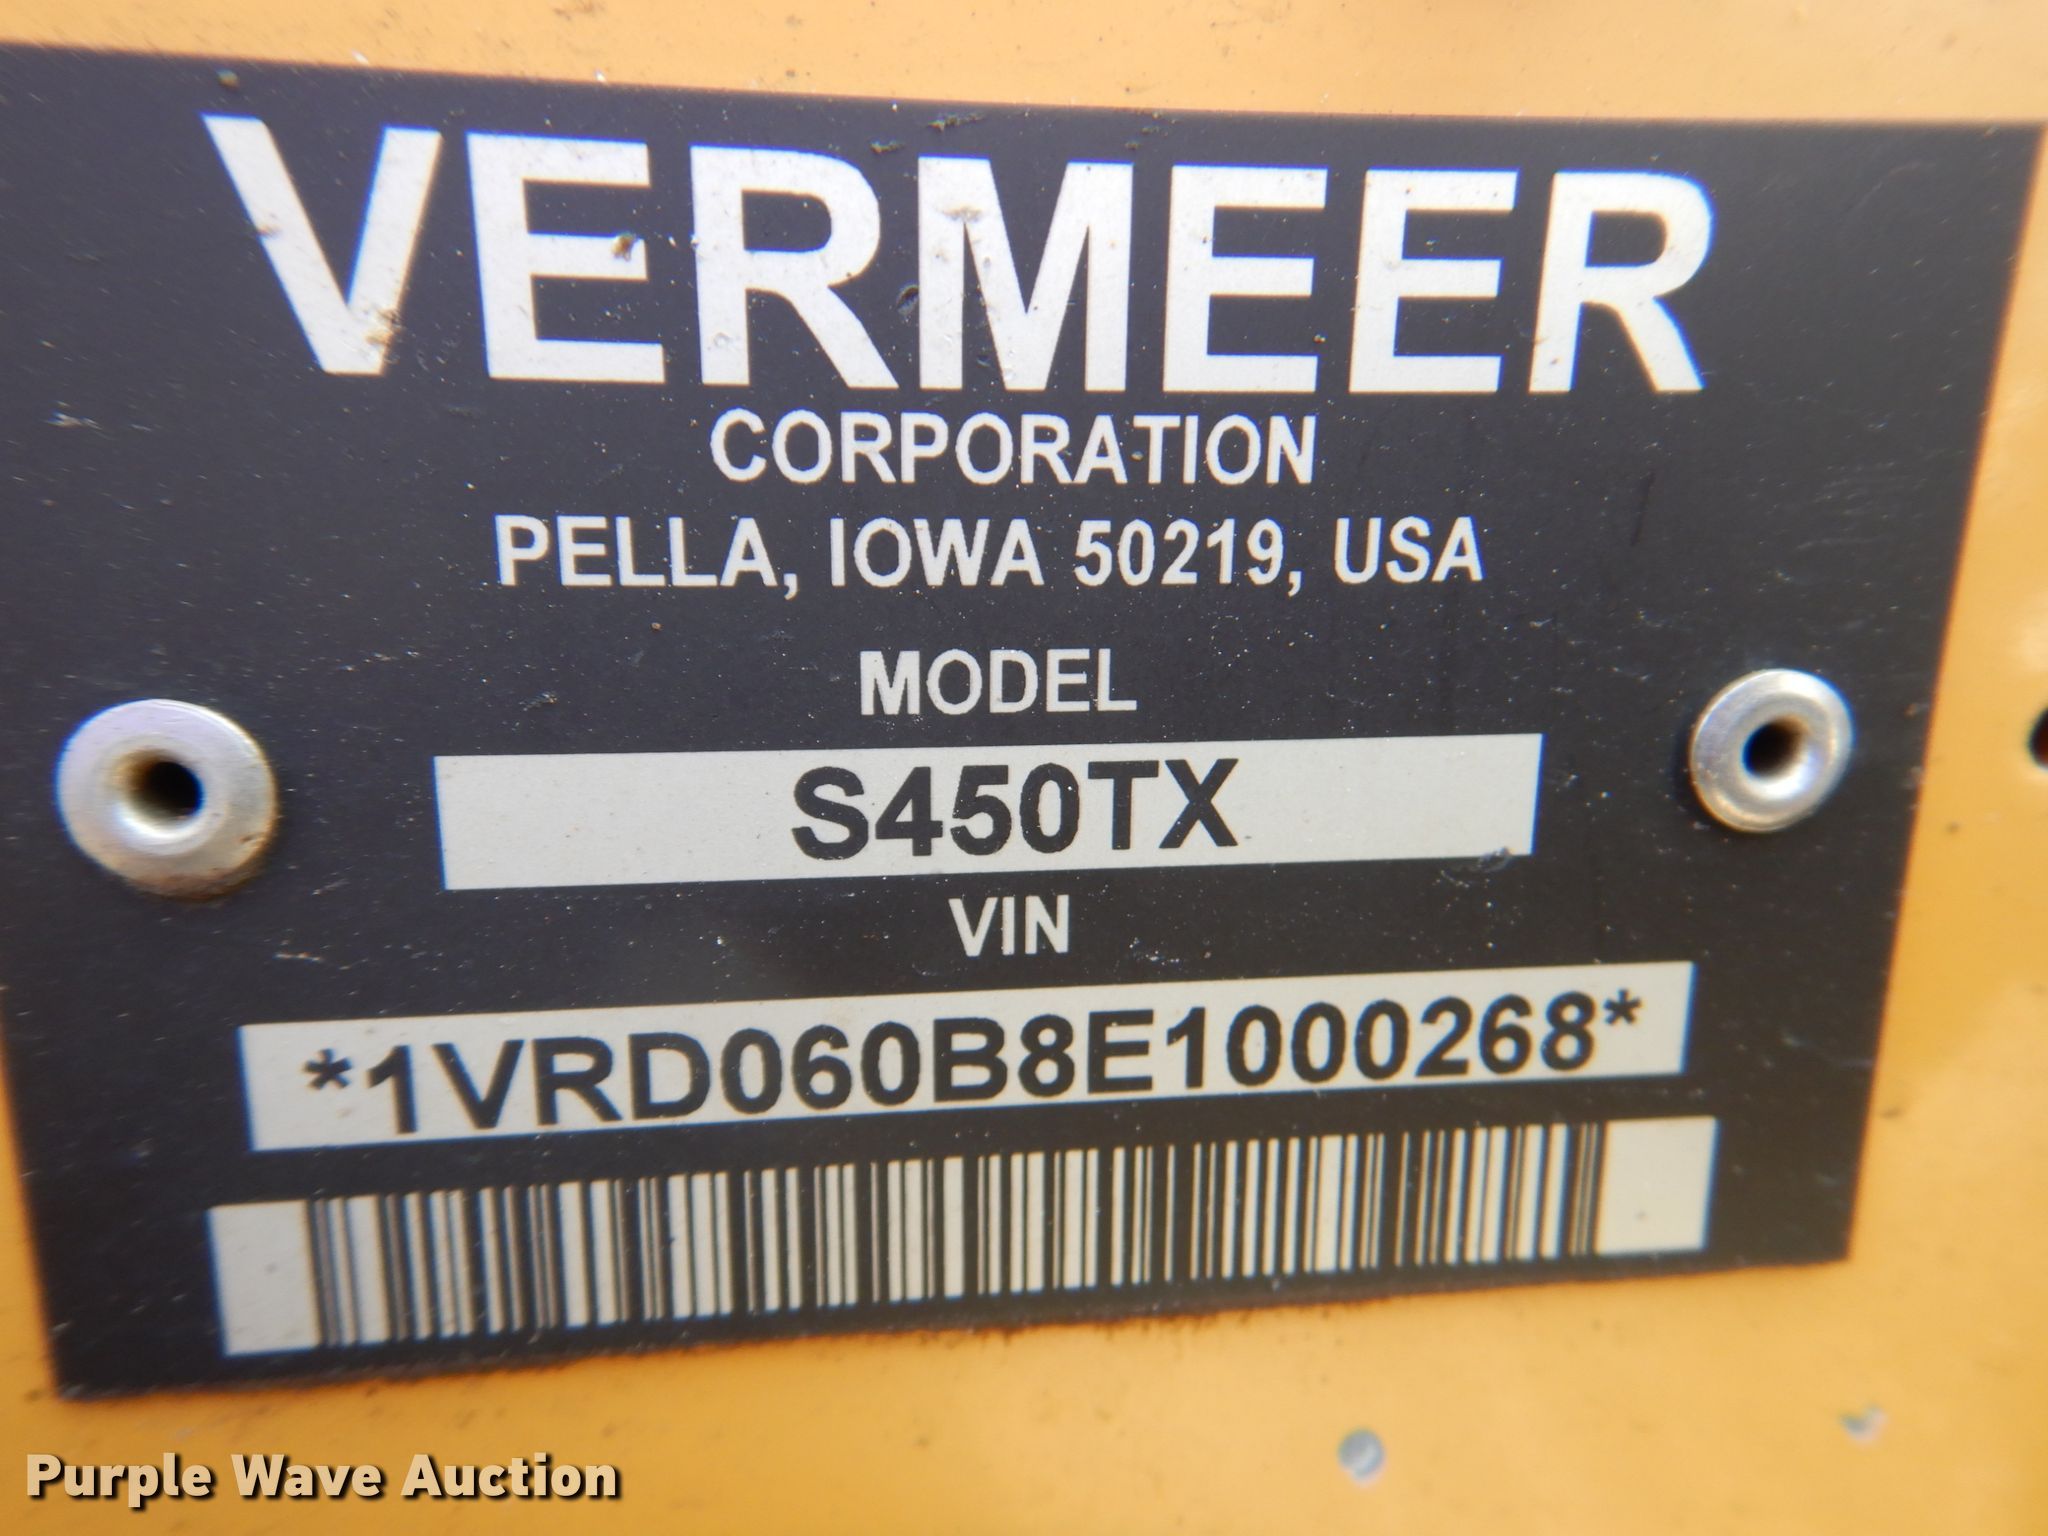 VERMEER
CORPORATION
PELLA, IOWA 50219, USA
MODEL
S450TX
VIN
*1VRD060B8E1000268*
Purple Wave Auction